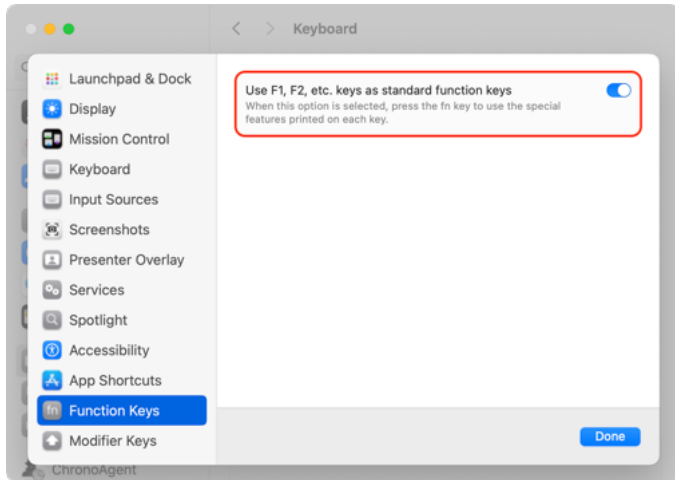 Keyboard
Launchpad & Dock
Display
Mission Control
Keyboard
Input Sources
Screenshots
Presenter Overlay
Services
Spotlight
Accessibility
App Shortcuts
fn Function Keys
Modifier Keys
Use F1, F2, etc. keys as standard function keys
When this option is selected, press the fn key to use the special
features printed on each key.
Done
ChronoAgent